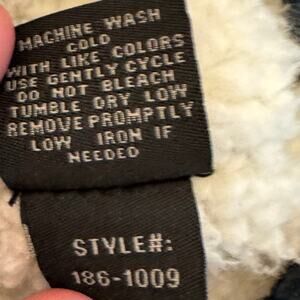 MACHINE WASH
COLD
WITH LIKE COLORS
USE GENTLY CYCLE
DO NOT BLEACH
TUMBLE DRY LOW
REMOVE PROMPTLY
LOW IRON IF
NEEDED
STYLE#:
186-1009